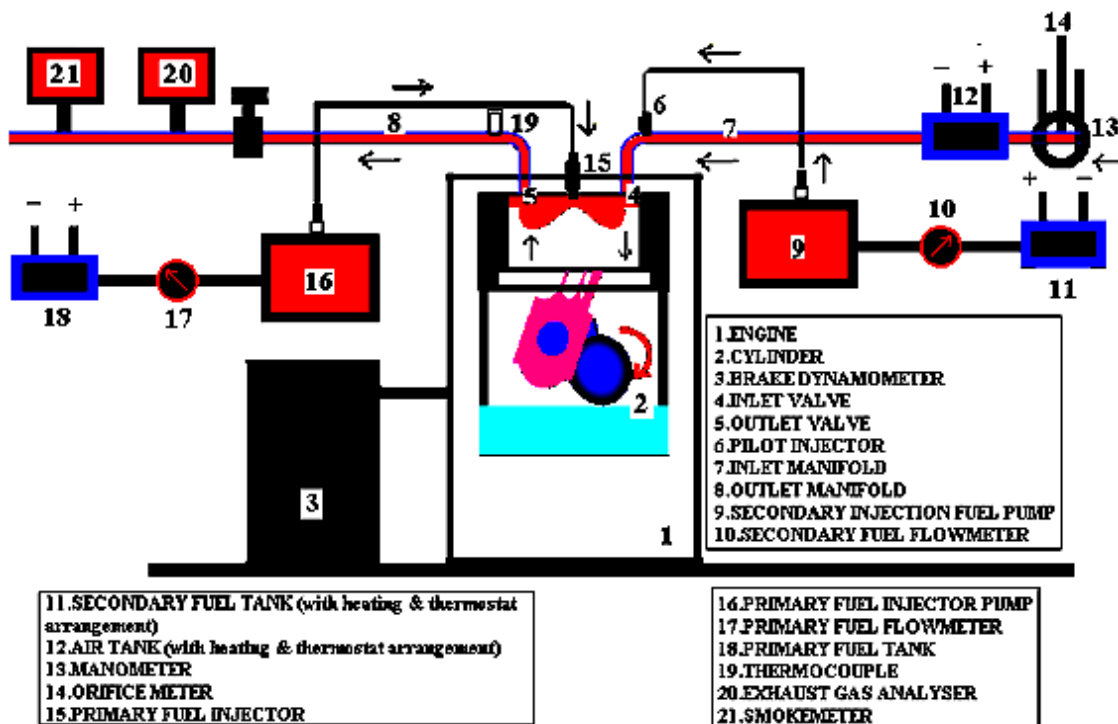 21
20
14
− +
12
6
8
19
7
13
15
+ −
5
4
10
− +
9
16
11
18
17
2
3
1
1.ENGINE
2.CYLINDER
3.BRAKE DYNAMOMETER
4.INLET VALVE
5.OUTLET VALVE
6.PILOT INJECTOR
7.INLET MANIFOLD
8.OUTLET MANIFOLD
9.SECONDARY INJECTION FUEL PUMP
10.SECONDARY FUEL FLOWMETER
11.SECONDARY FUEL TANK (with heating & thermostat
arrangement)
12.AIR TANK (with heating & thermostat arrangement)
13.MANOMETER
14.ORIFICE METER
15.PRIMARY FUEL INJECTOR
16.PRIMARY FUEL INJECTOR PUMP
17.PRIMARY FUEL FLOWMETER
18.PRIMARY FUEL TANK
19.THERMOCOUPLE
20.EXHAUST GAS ANALYSER
21.SMOKEMETER